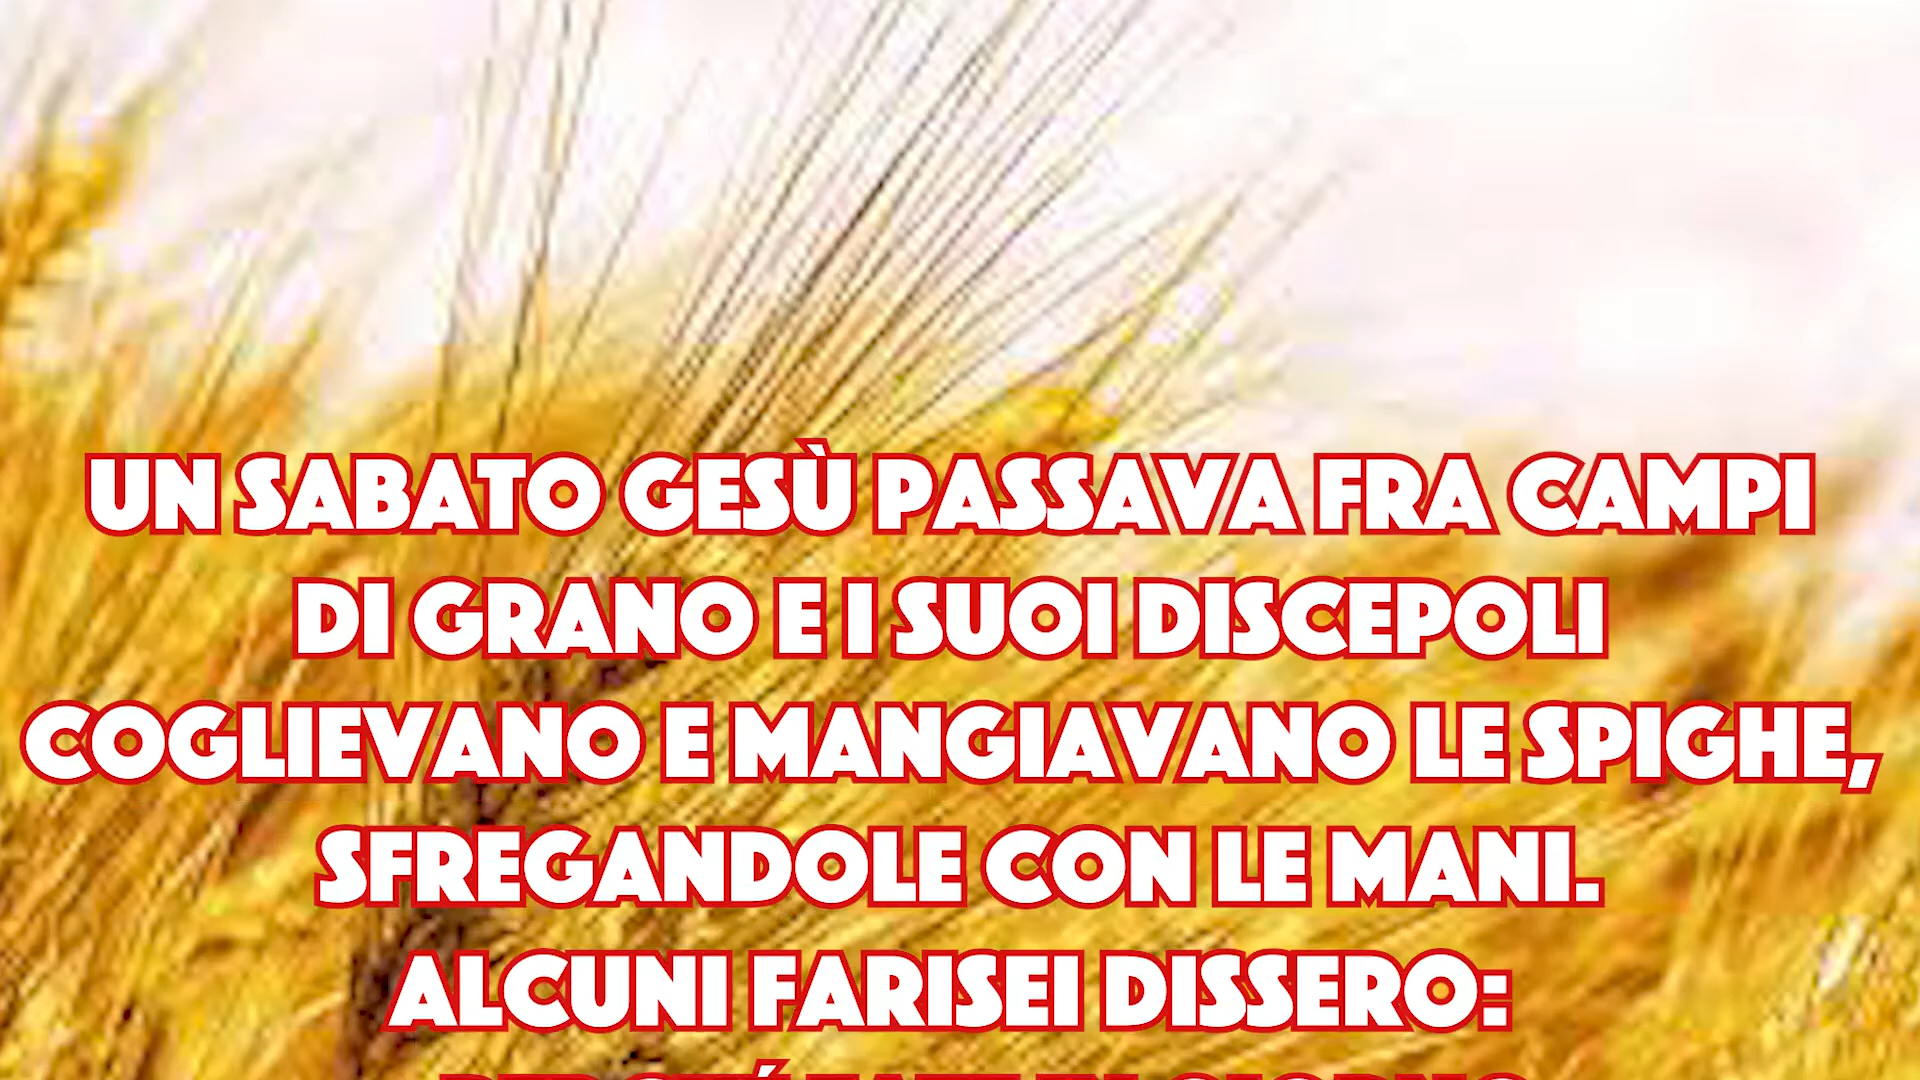 UN SABATO GESÙ PASSAVA FRA CAMPI
DI GRANO E I SUOI DISCEPOLI
COGLIEVANO E MANGIAVANO LE SPIGHE,
SFREGANDOLE CON LE MANI.
ALCUNI FARISEI DISSERO: